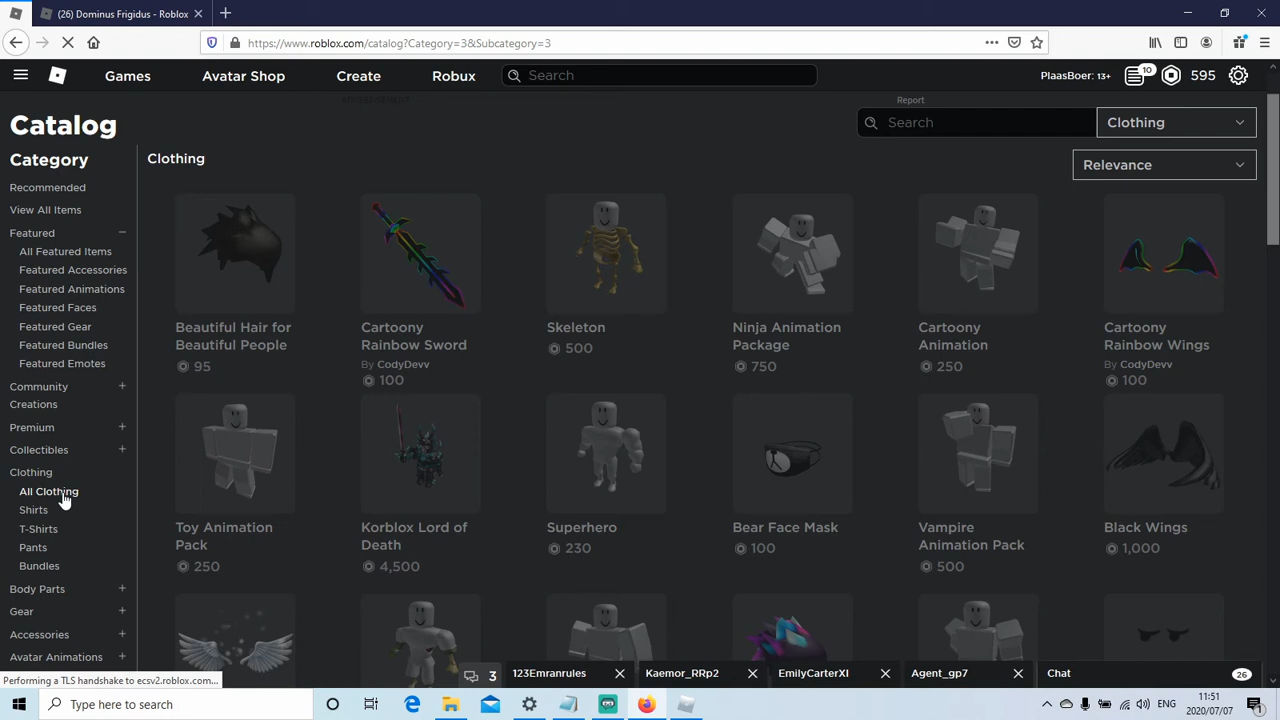 (26) Dominus Frigidus - Roblox
https://www.roblox.com/catalog?Category=3&Subcategory=3
Games Avatar Shop Create Robux Search PlaasBoer: 13+ 10 595
Report
Catalog Search Clothing
Category Clothing Relevance
Recommended
View All Items
Featured
All Featured Items
Featured Accessories
Featured Animations
Featured Faces
Featured Gear
Featured Bundles
Featured Emotes
Community
Creations
Premium
Collectibles
Clothing
All Clothing
Shirts
T-Shirts
Pants
Bundles
Body Parts
Gear
Accessories
Avatar Animations
Beautiful Hair for
Beautiful People
95
Cartoony
Rainbow Sword
By CodyDevv
100
Skeleton
500
Ninja Animation
Package
750
Cartoony
Animation
250
Cartoony
Rainbow Wings
By CodyDevv
100
Toy Animation
Pack
250
Korblox Lord of
Death
4,500
Superhero
230
Bear Face Mask
100
Vampire
Animation Pack
500
Black Wings
1,000
3 123Emranrules Kaemor_RRp2 EmilyCarterXI Agent_gp7 Chat 26
Performing a TLS handshake to ecsv2.roblox.com...
Type here to search
ENG
11:51
2020/07/07
1